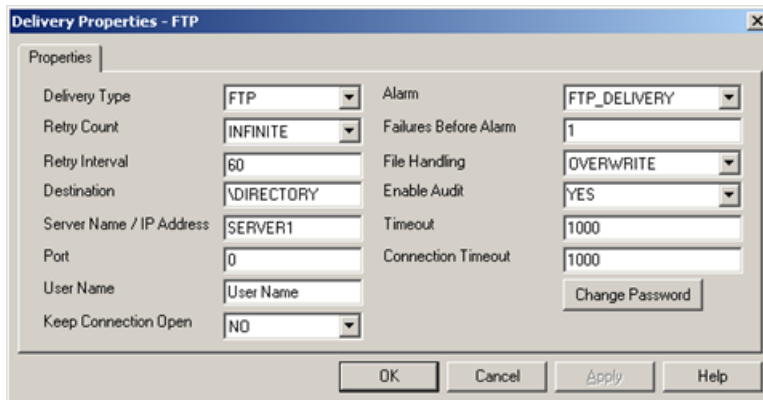 Delivery Properties - FTP
Properties
Delivery Type FTP
Retry Count INFINITE
Retry Interval 60
Destination \DIRECTORY
Server Name / IP Address SERVER1
Port 0
User Name User Name
Keep Connection Open NO
Alarm FTP_DELIVERY
Failures Before Alarm 1
File Handling OVERWRITE
Enable Audit YES
Timeout 1000
Connection Timeout 1000
Change Password
OK Cancel Apply Help